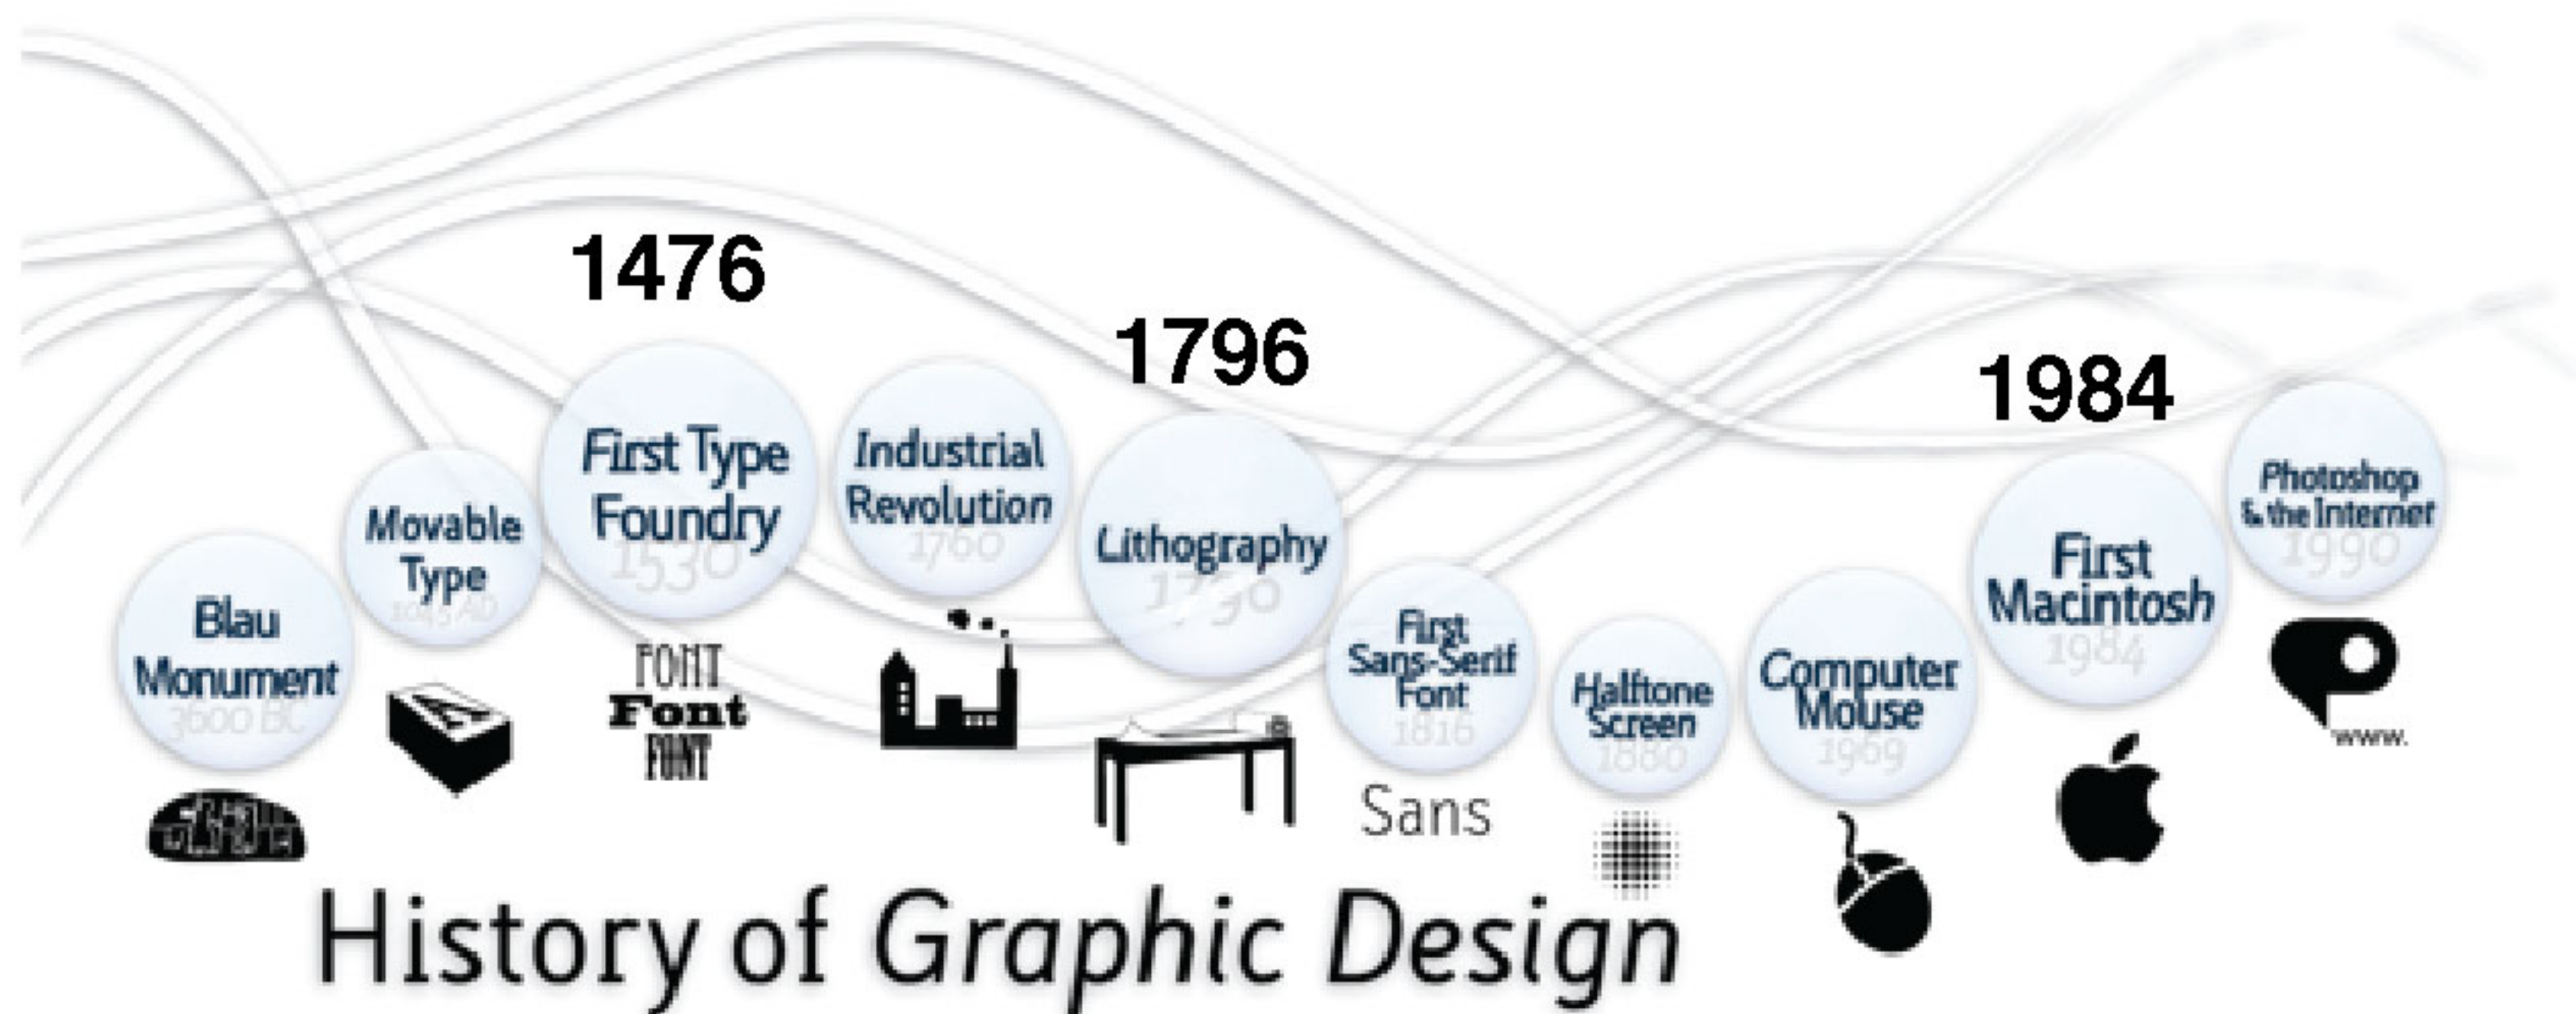 1476
1796
1984
Blau
Monument
3600 BC
Movable
Type
First Type
Foundry
1530
Industrial
Revolution
1760
Lithography
First
Sans-Serif
Font
1816
Halftone
Screen
1880
Computer
Mouse
1969
First
Macintosh
1984
Photoshop
& the Internet
1990
FONT
Font
FONT
Sans
www.
History of Graphic Design